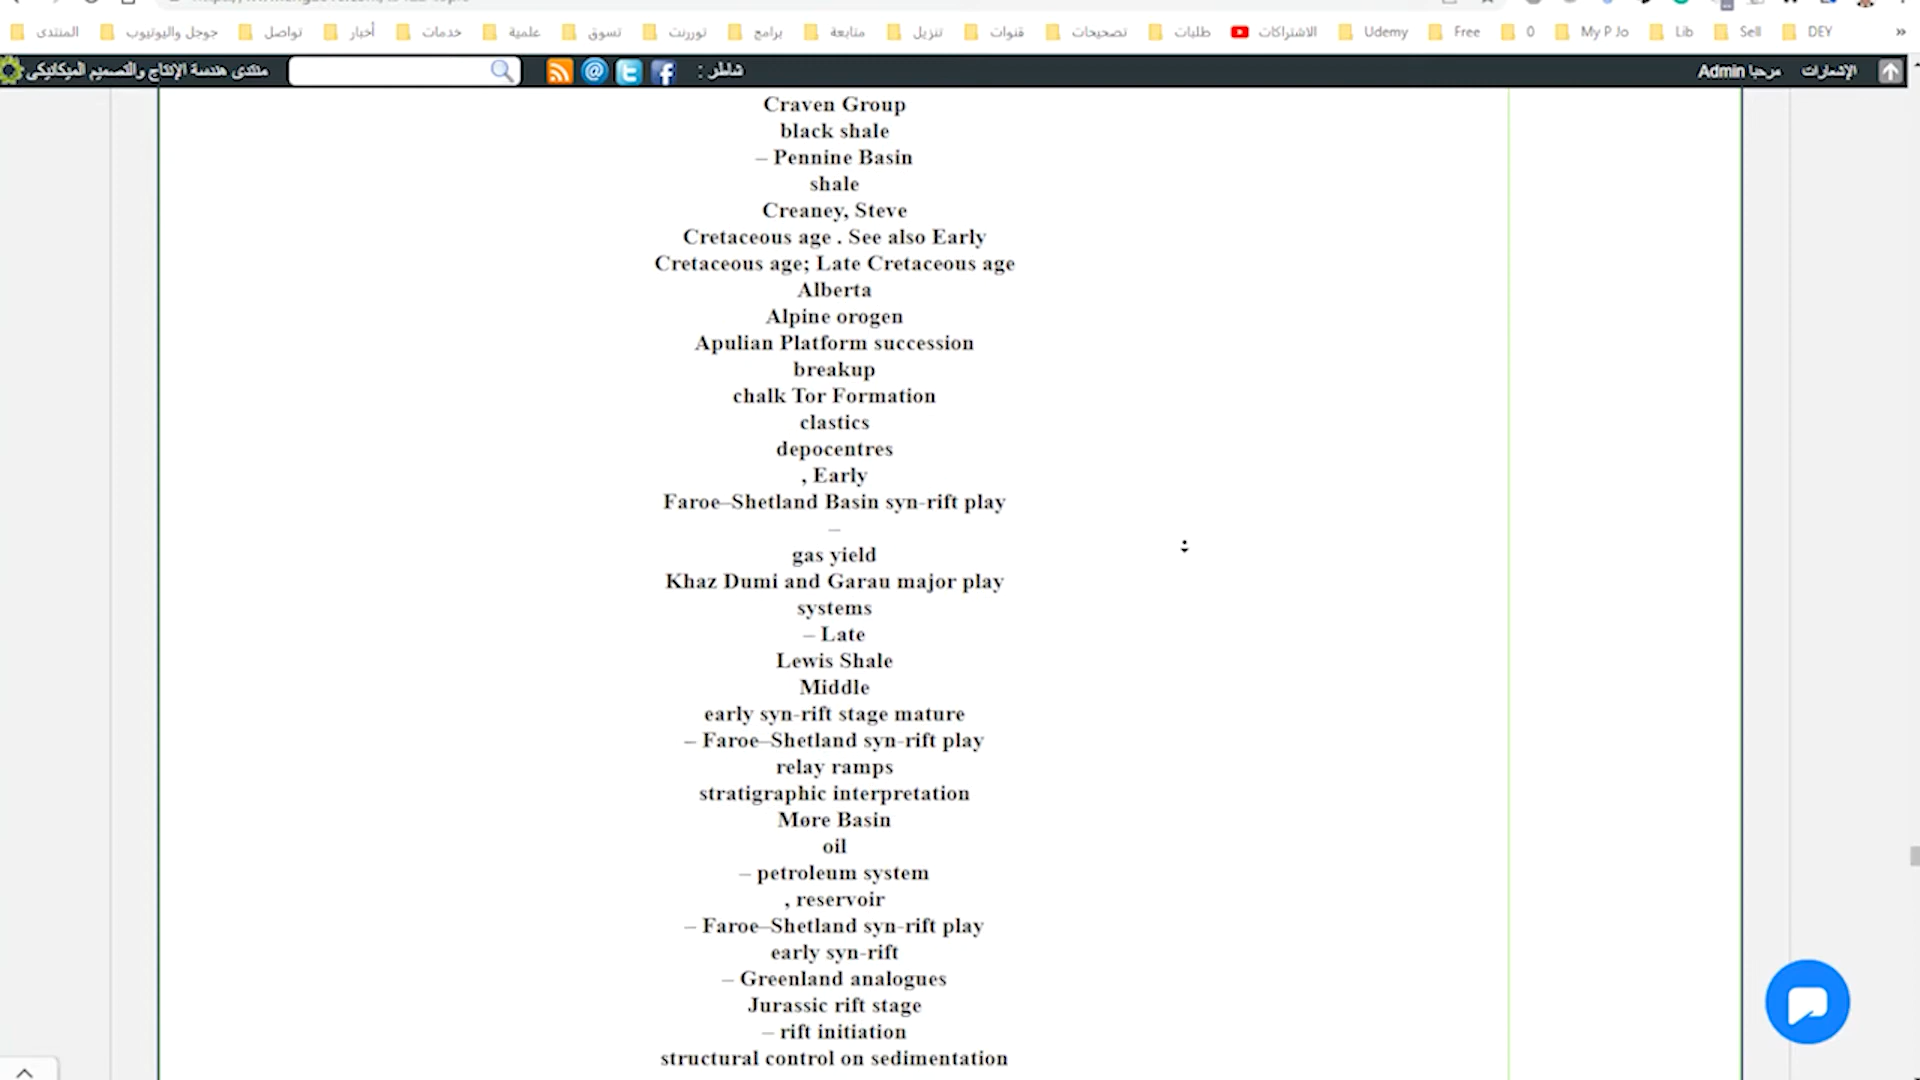 المنتدى
جوجل واليوتيوب
تواصل
أخبار
خدمات
علمية
تسوق
توررنت
برامج
متابعة
تنزيل
قنوات
تصحيحات
طلبات
الاشتراكات
Udemy
Free
0
My P Jo
Lib
Sell
DEY
»
منتدى هندسة الإنتاج والتصميم الميكانيكى
شاطر :
مرحبا Admin
الإشعارات
Craven Group
black shale
– Pennine Basin
shale
Creaney, Steve
Cretaceous age . See also Early
Cretaceous age; Late Cretaceous age
Alberta
Alpine orogen
Apulian Platform succession
breakup
chalk Tor Formation
clastics
depocentres
, Early
Faroe–Shetland Basin syn-rift play
–
gas yield
Khaz Dumi and Garau major play
systems
– Late
Lewis Shale
Middle
early syn-rift stage mature
– Faroe–Shetland syn-rift play
relay ramps
stratigraphic interpretation
Møre Basin
oil
– petroleum system
, reservoir
– Faroe–Shetland syn-rift play
early syn-rift
– Greenland analogues
Jurassic rift stage
– rift initiation
structural control on sedimentation